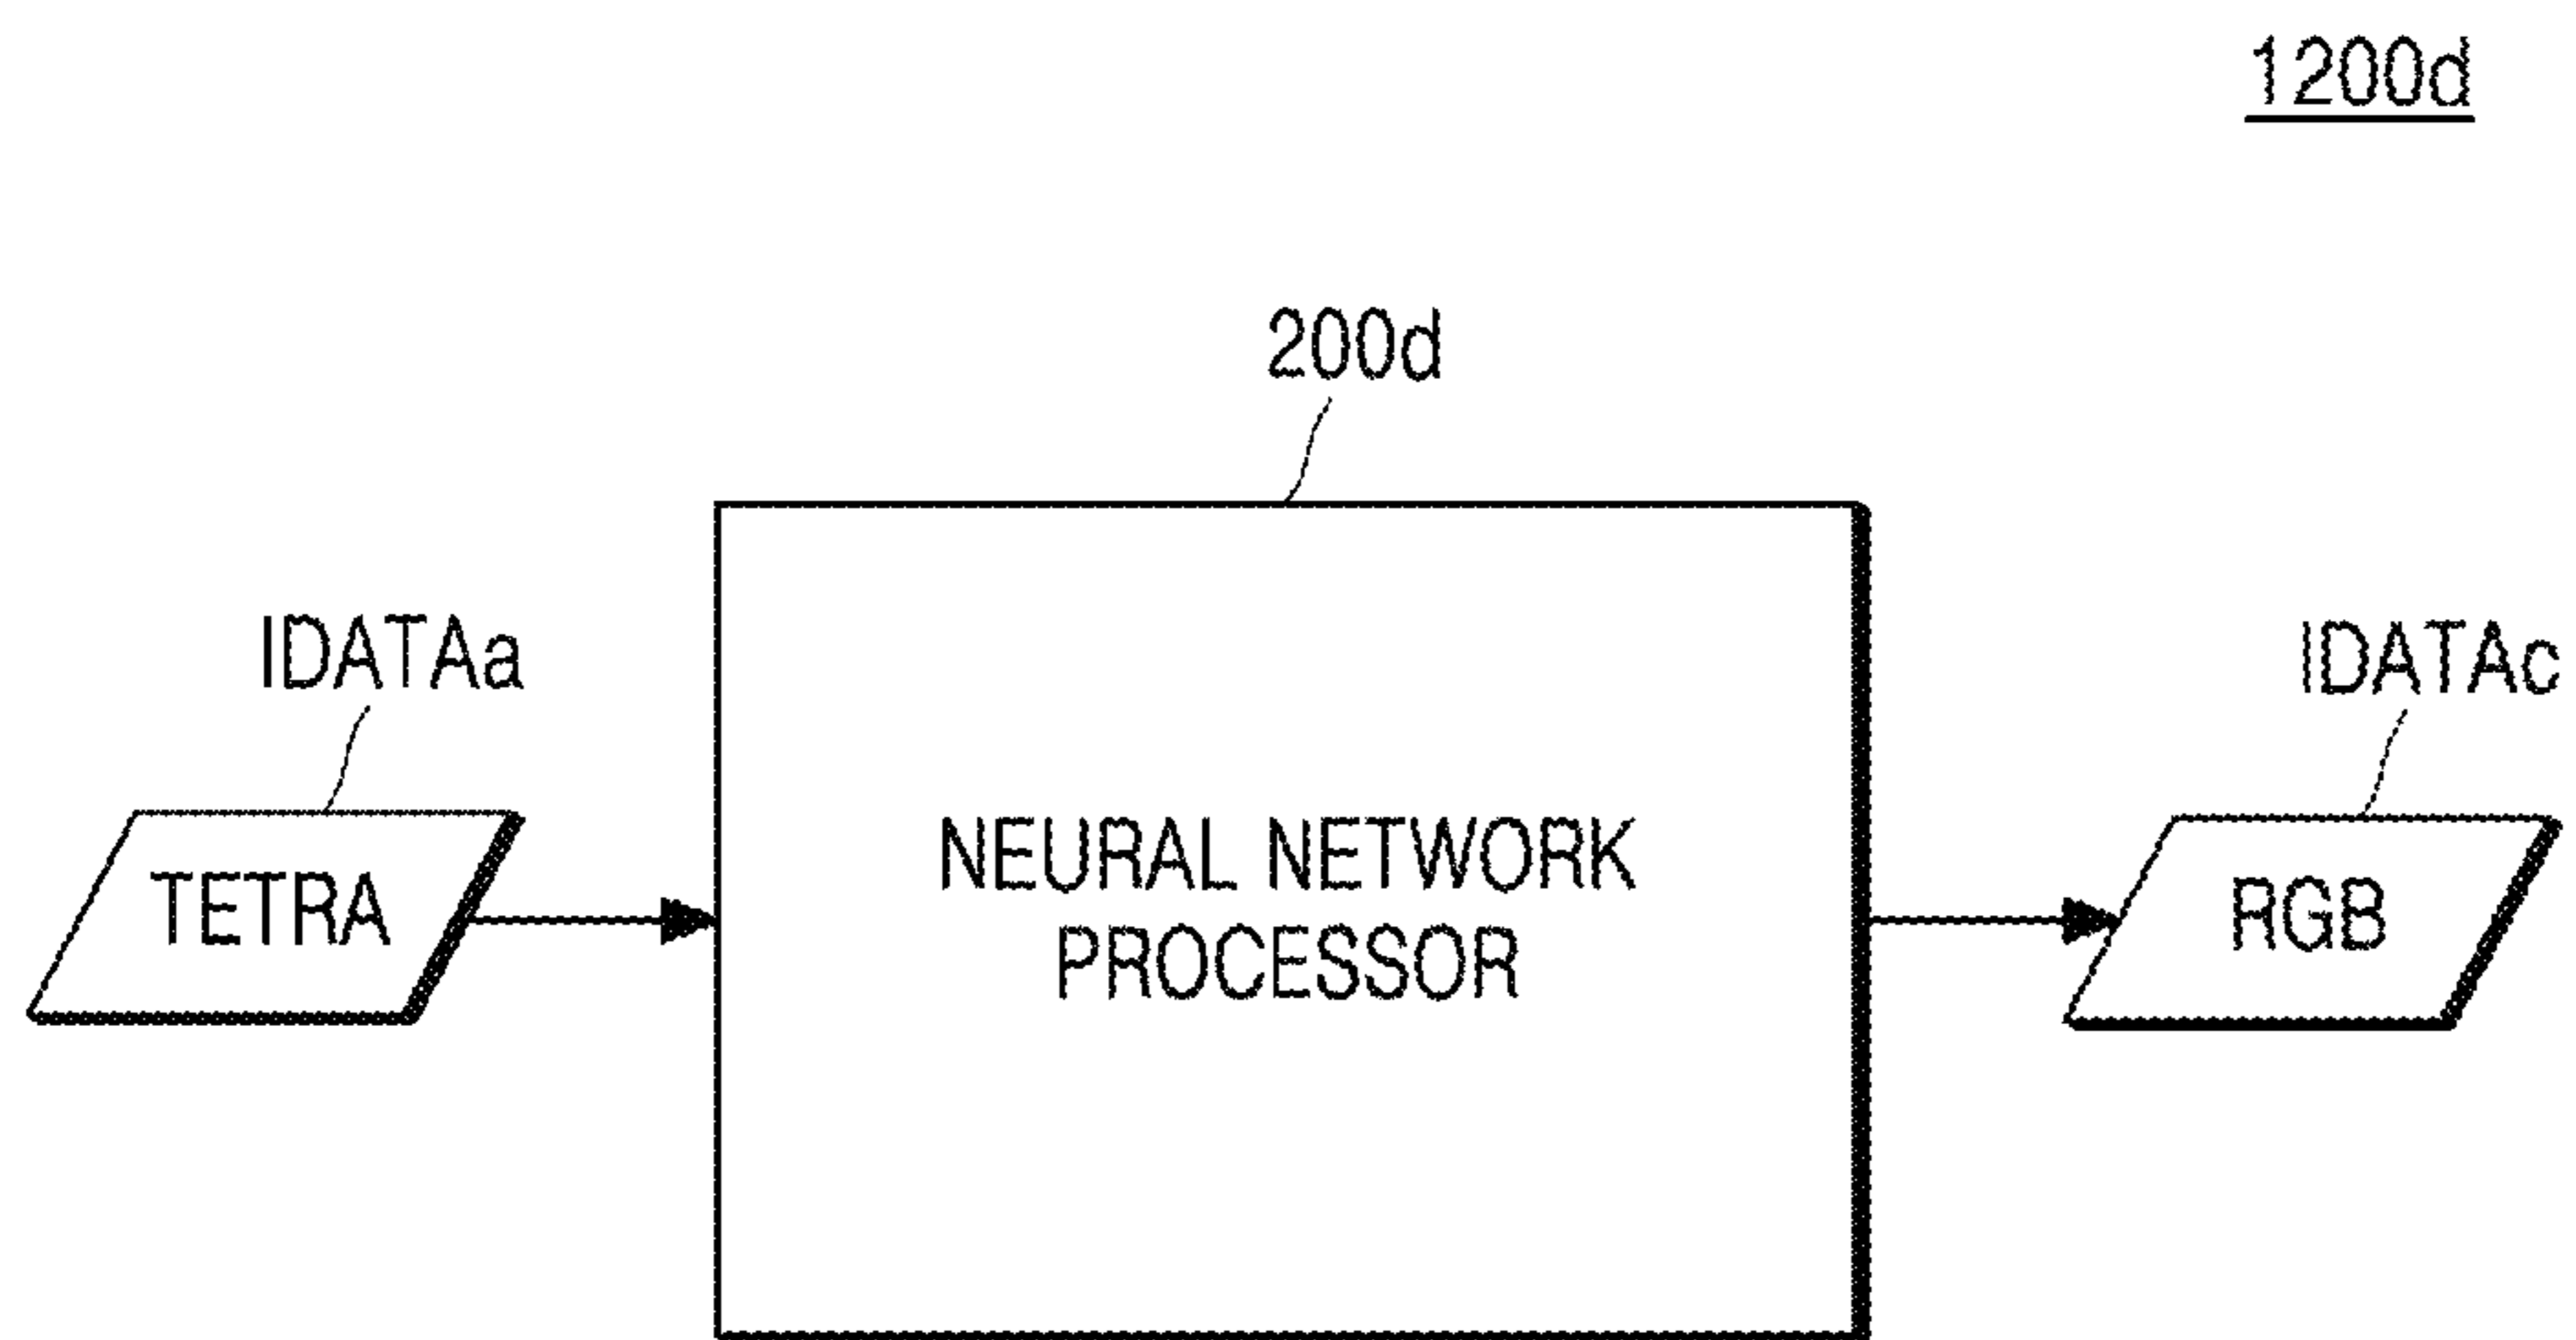 1200d
200d
IDATAa
IDATAc
TETRA
NEURAL NETWORK
PROCESSOR
RGB